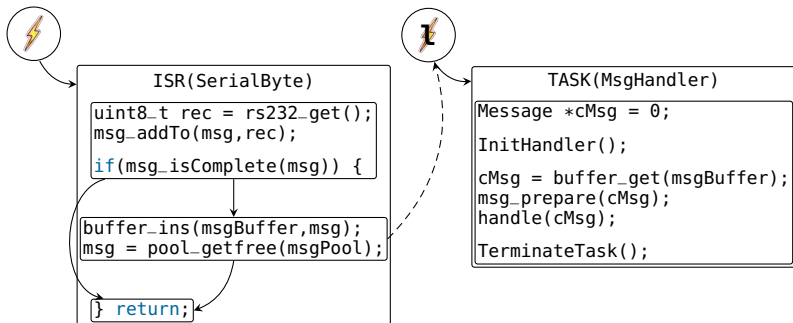 ISR(SerialByte)
uint8_t rec = rs232_get();
msg_addTo(msg,rec);
if(msg_isComplete(msg)) {
buffer_ins(msgBuffer,msg);
msg = pool_getfree(msgPool);
} return;
1
TASK(MsgHandler)
Message *cMsg = 0;
InitHandler();
cMsg = buffer_get(msgBuffer);
msg_prepare(cMsg);
handle(cMsg);
TerminateTask();